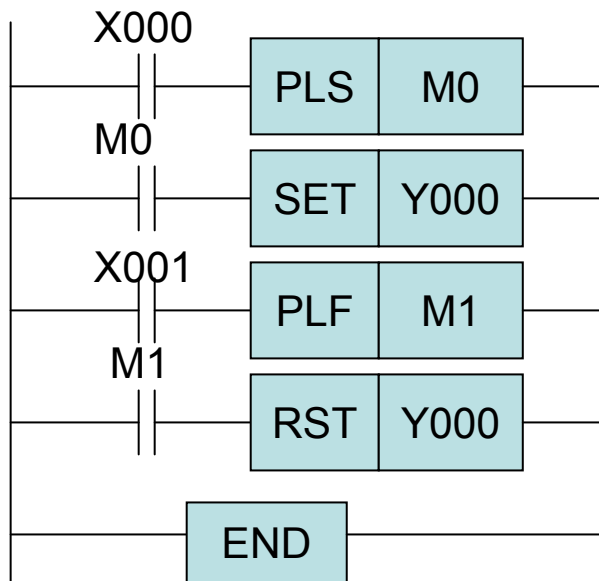 X000
PLS M0
M0
SET Y000
X001
PLF M1
M1
RST Y000
END